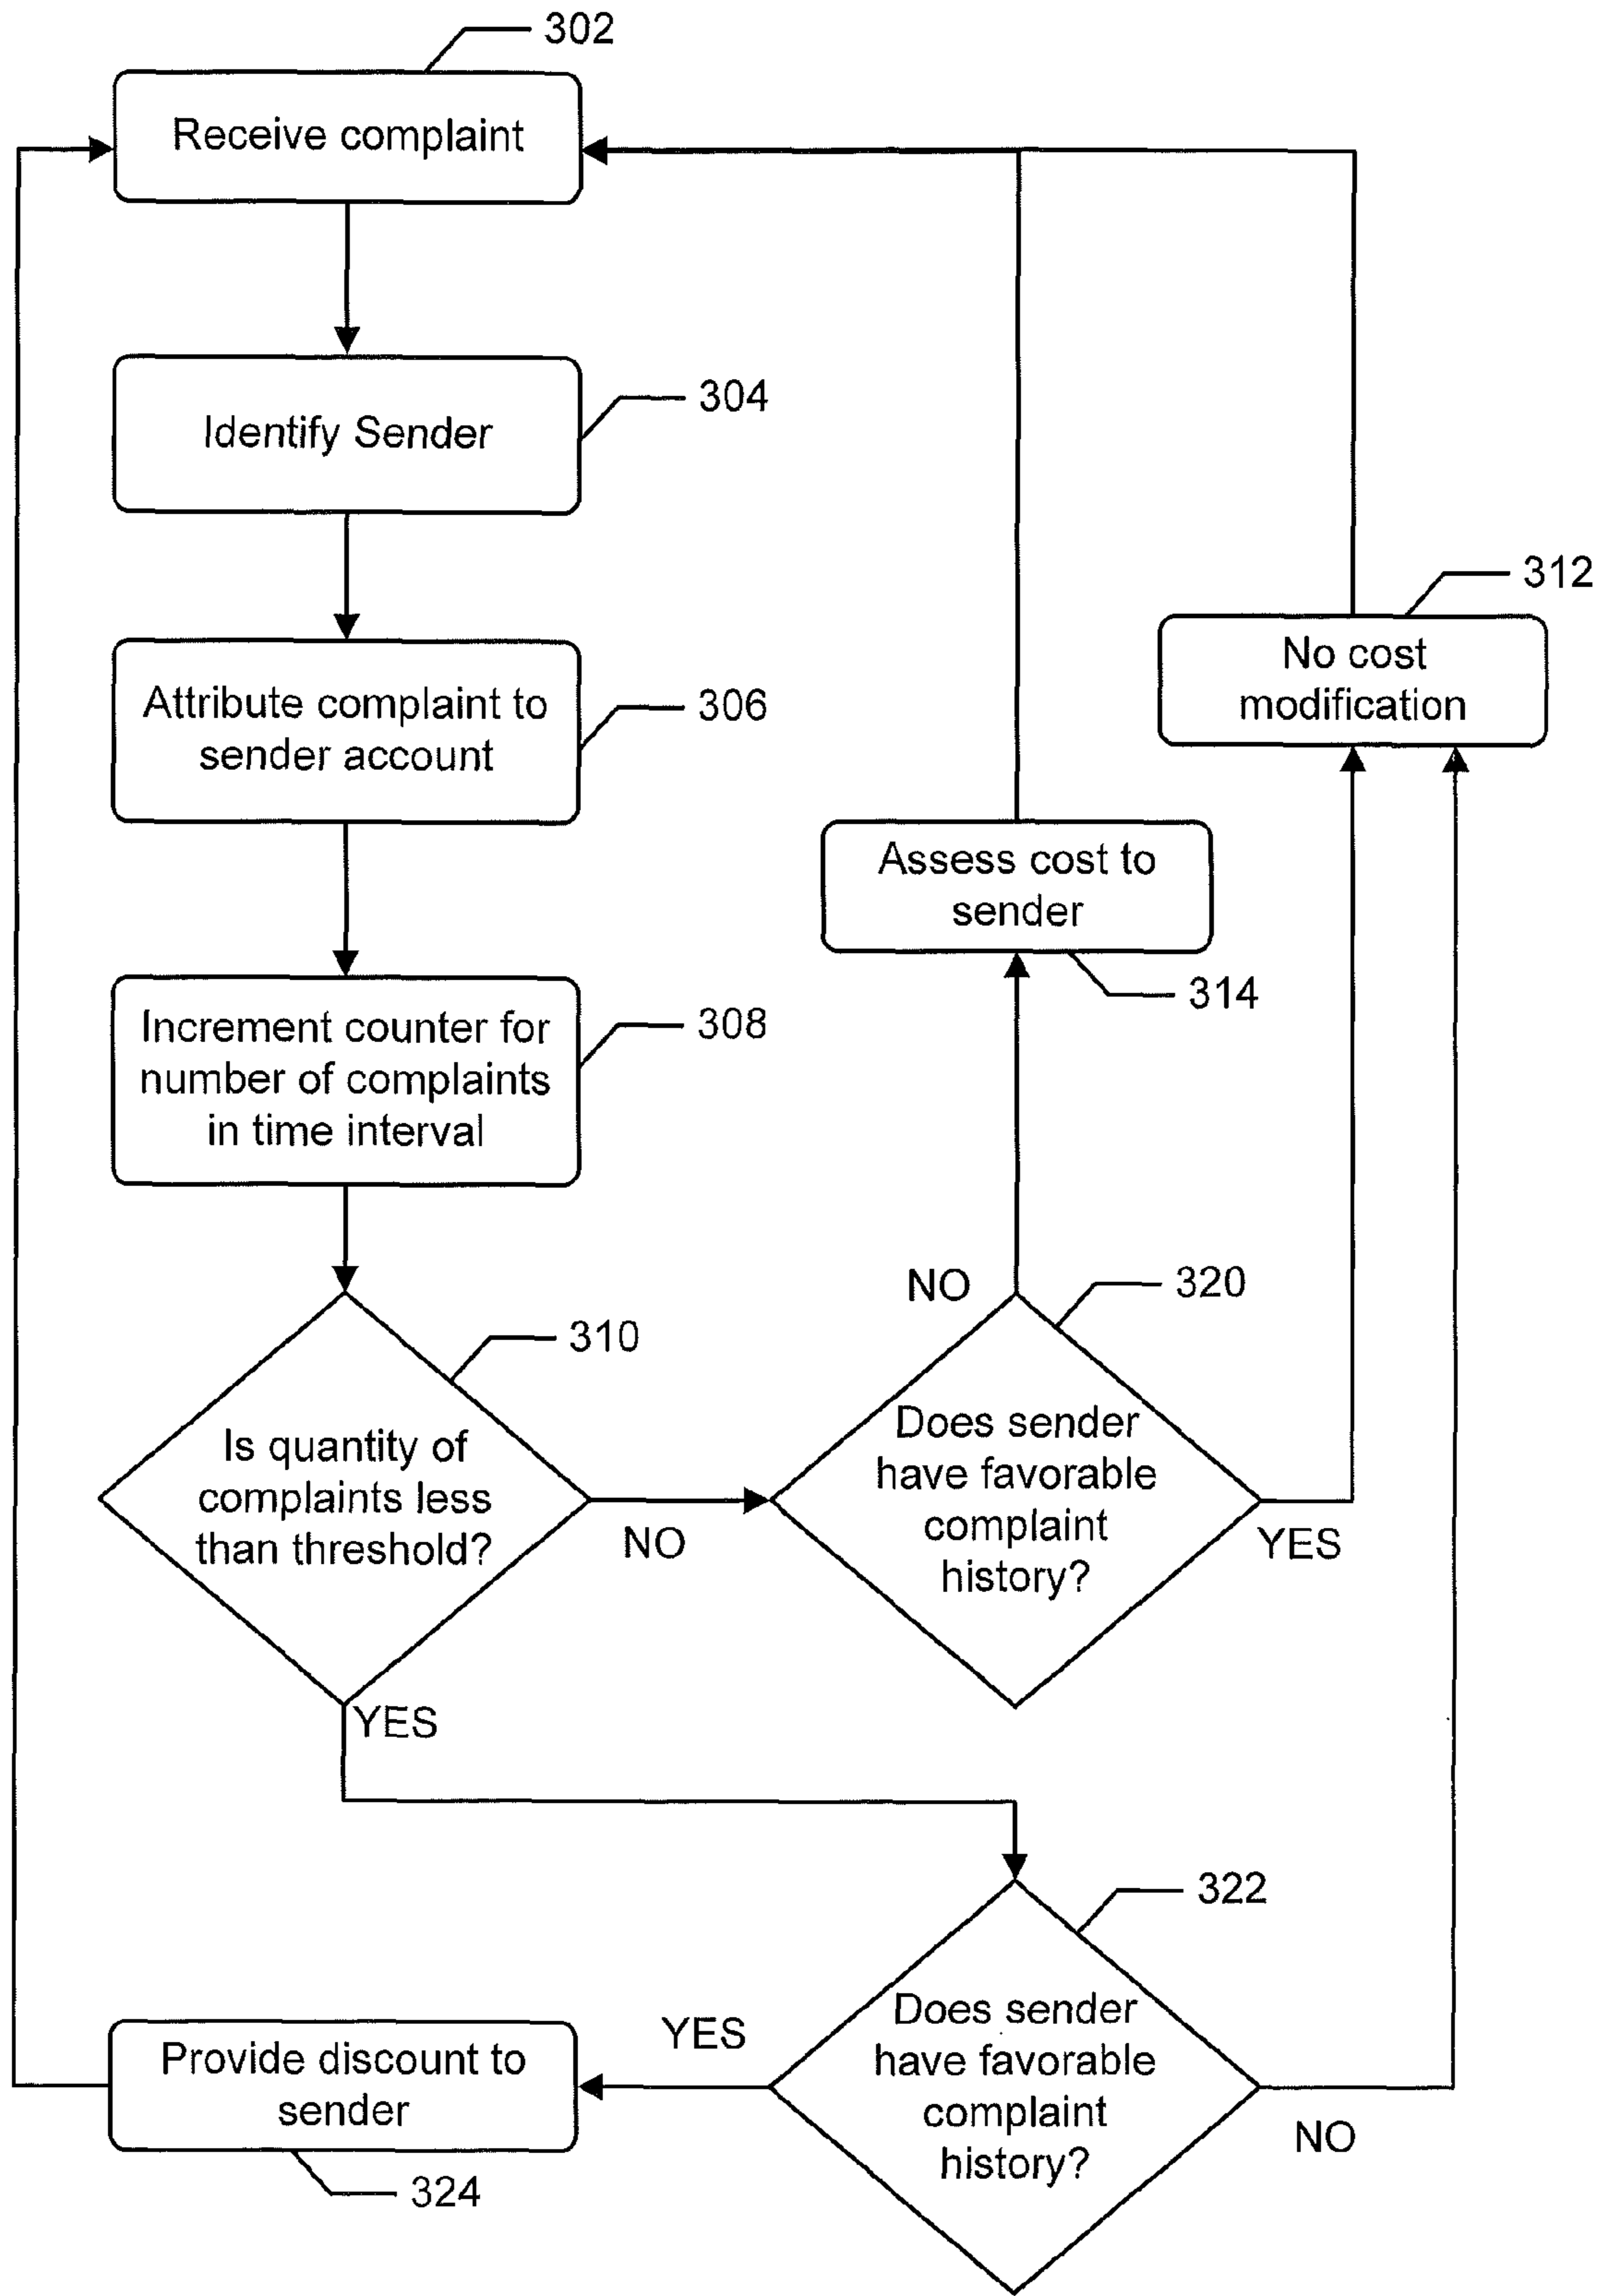 302
Receive complaint
304
Identify Sender
306
Attribute complaint to
sender account
312
No cost
modification
Assess cost to
sender
314
308
Increment counter for
number of complaints
in time interval
310
Is quantity of
complaints less
than threshold?
NO
YES
320
NO
Does sender
have favorable
complaint
history?
YES
322
Does sender
have favorable
complaint
history?
YES
NO
Provide discount to
sender
324